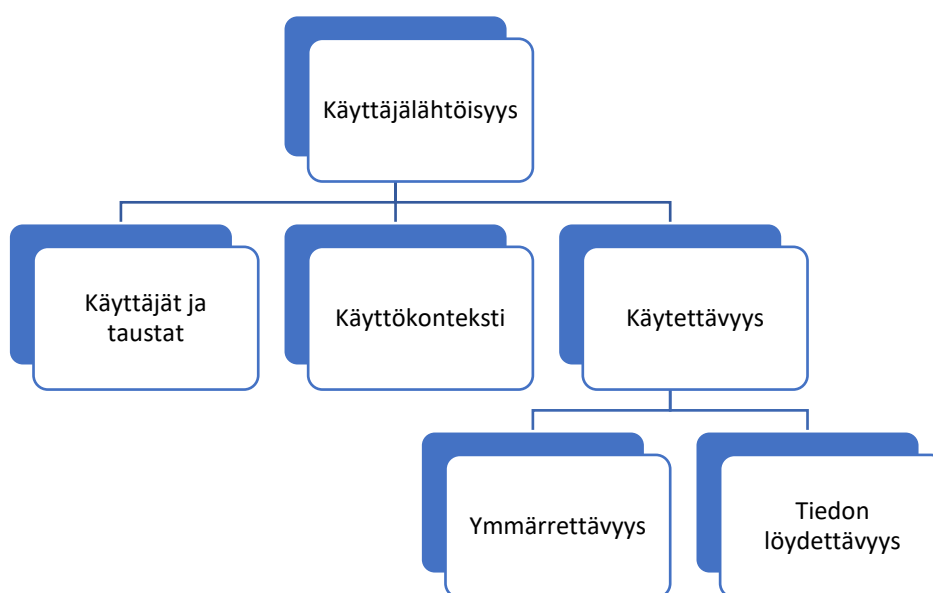 Käyttäjälähtöisyys
Käyttäjät ja
taustat
Käyttökonteksti
Käytettävyys
Ymmärrettävyys
Tiedon
löydettävyys